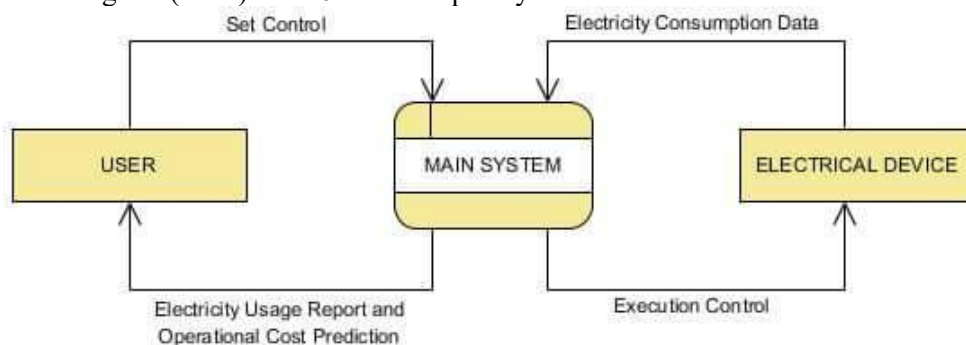 Set Control
Electricity Consumption Data
USER
MAIN SYSTEM
ELECTRICAL DEVICE
Electricity Usage Report and
Operational Cost Prediction
Execution Control